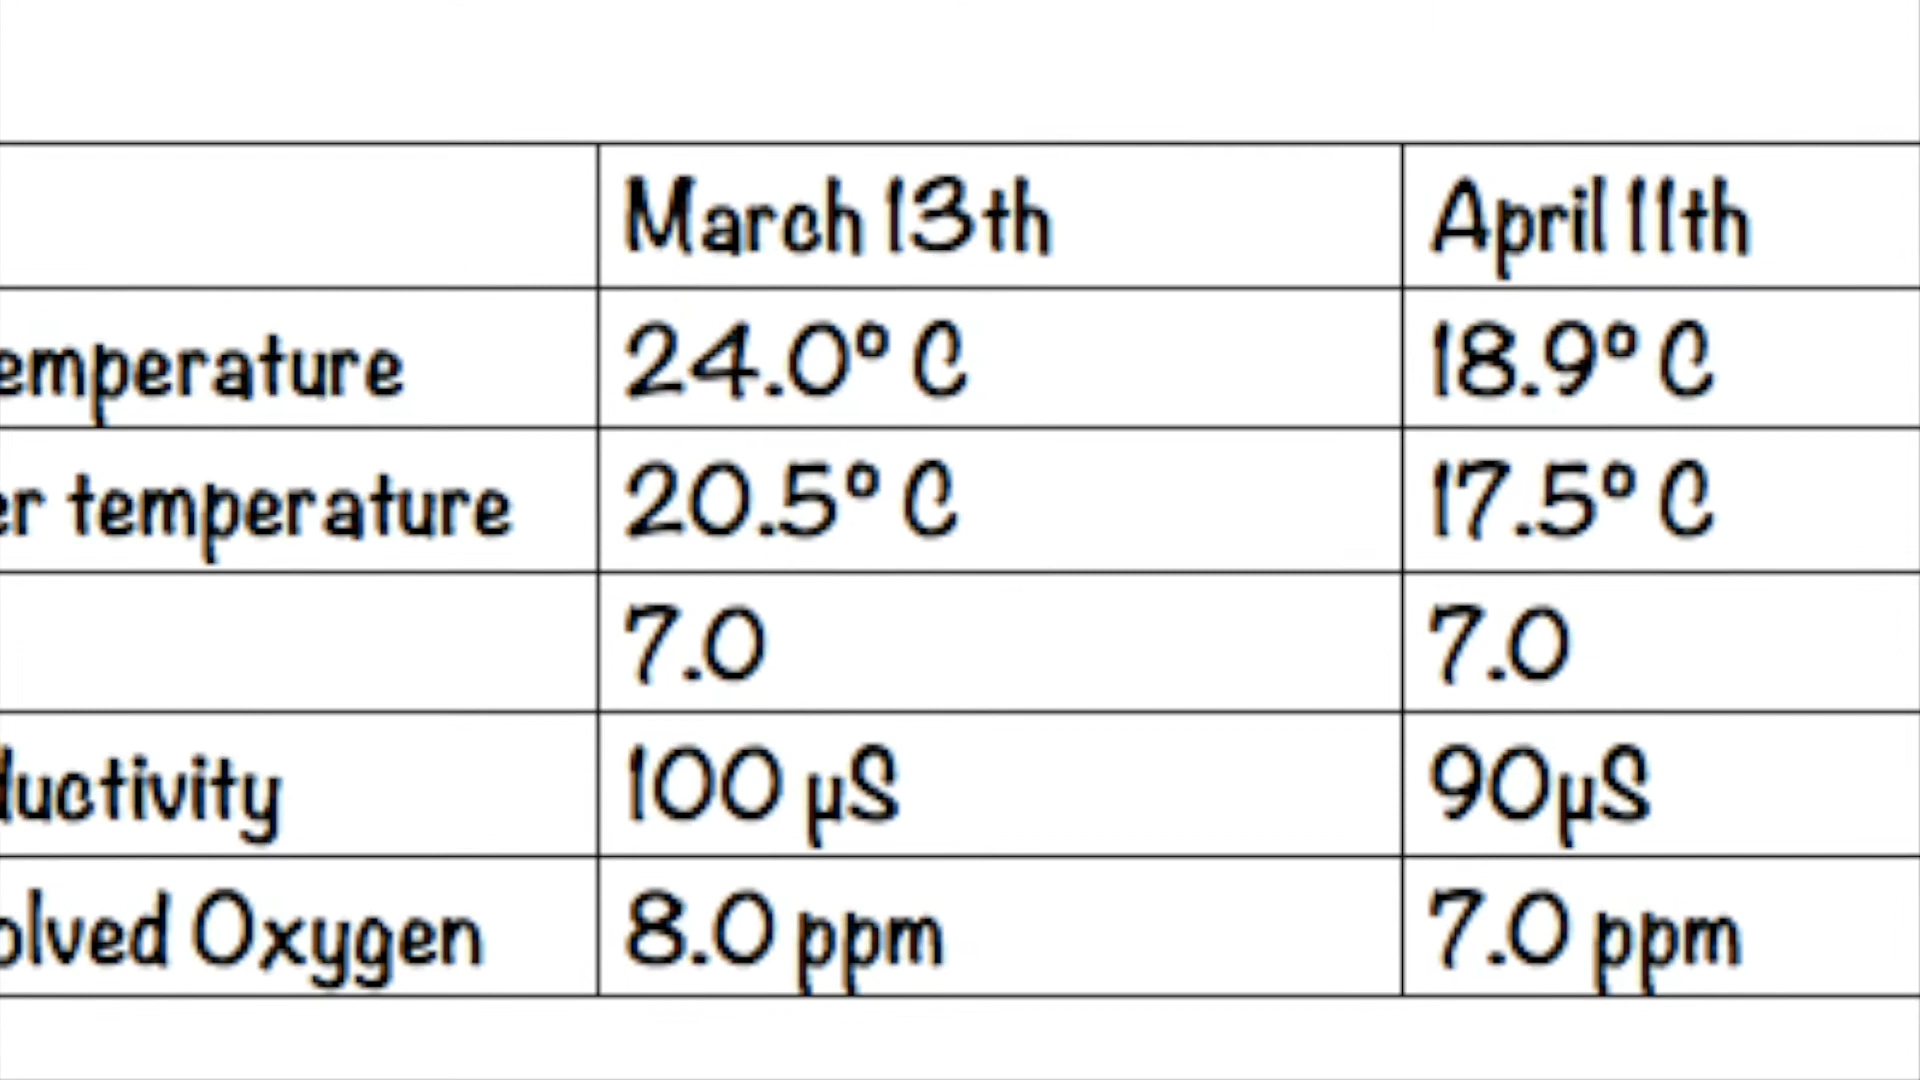 March 13th April 11th
emperature 24.0° C 18.9° C
er temperature 20.5° C 17.5° C
7.0 7.0
ductivity 100 µS 90µS
olved Oxygen 8.0 ppm 7.0 ppm